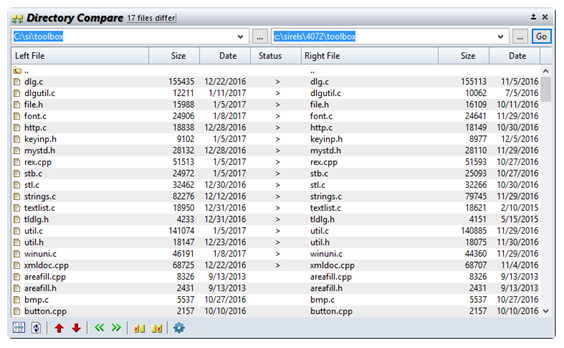 Directory Compare 17 files differ
C:\si\toolbox ... c:\sirels\4072\toolbox ... Go
Left File Size Date Status Right File Size Date
.. ..
dlg.c 155435 12/22/2016 > dlg.c 155113 11/5/2016
dlgutil.c 12211 1/11/2017 > dlgutil.c 10062 7/5/2016
file.h 15988 1/5/2017 > file.h 16109 10/11/2016
font.c 24906 1/8/2017 > font.c 24641 11/29/2016
http.c 18838 12/28/2016 > http.c 18149 10/30/2016
keyinp.h 9102 1/5/2017 > keyinp.h 8977 12/5/2016
mystd.h 28132 12/28/2016 > mystd.h 28110 11/29/2016
rex.cpp 51513 1/5/2017 > rex.cpp 51593 10/27/2016
stb.c 24972 1/5/2017 > stb.c 25093 10/27/2016
stl.c 32462 12/30/2016 > stl.c 32266 10/30/2016
strings.c 82276 12/12/2016 > strings.c 79745 11/29/2016
textlist.c 18950 12/31/2016 > textlist.c 18621 2/10/2015
tldlg.h 4233 12/31/2016 > tldlg.h 4151 5/15/2015
util.c 141074 1/5/2017 > util.c 140885 11/29/2016
util.h 18147 12/23/2016 > util.h 18075 11/30/2016
winuni.c 46191 1/8/2017 > winuni.c 44360 11/29/2016
xmldoc.cpp 68725 12/22/2016 > xmldoc.cpp 68707 11/4/2016
areafill.cpp 8326 9/13/2013 areafill.cpp 8326 9/13/2013
areafill.h 2431 9/13/2013 areafill.h 2431 9/13/2013
bmp.c 5537 10/27/2016 bmp.c 5537 10/27/2016
button.cpp 2157 10/10/2016 button.cpp 2157 10/10/2016